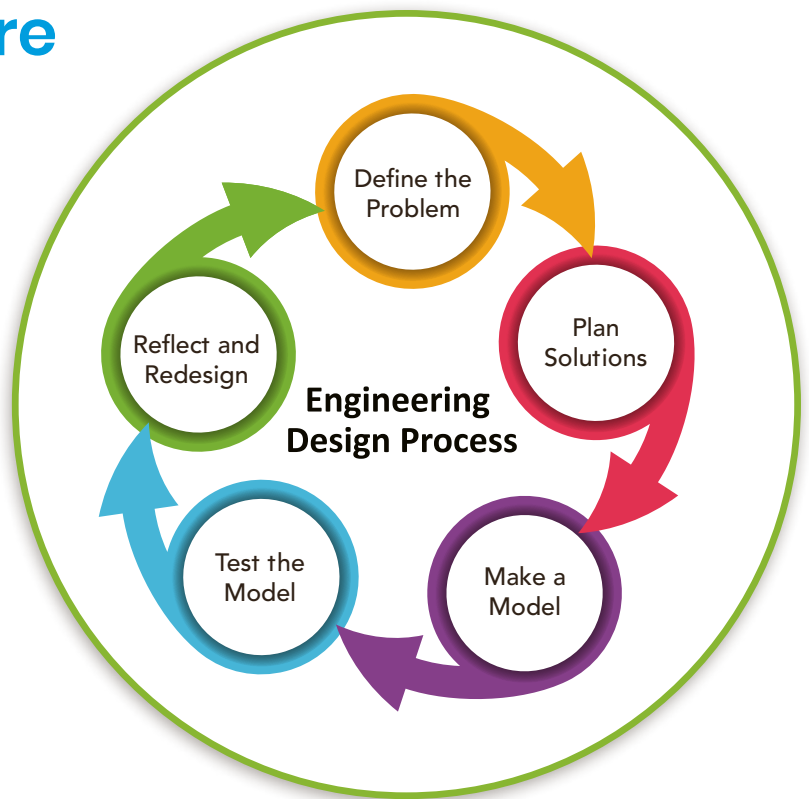 re
Define the
Problem
Plan
Solutions
Make a
Model
Test the
Model
Reflect and
Redesign
Engineering
Design Process